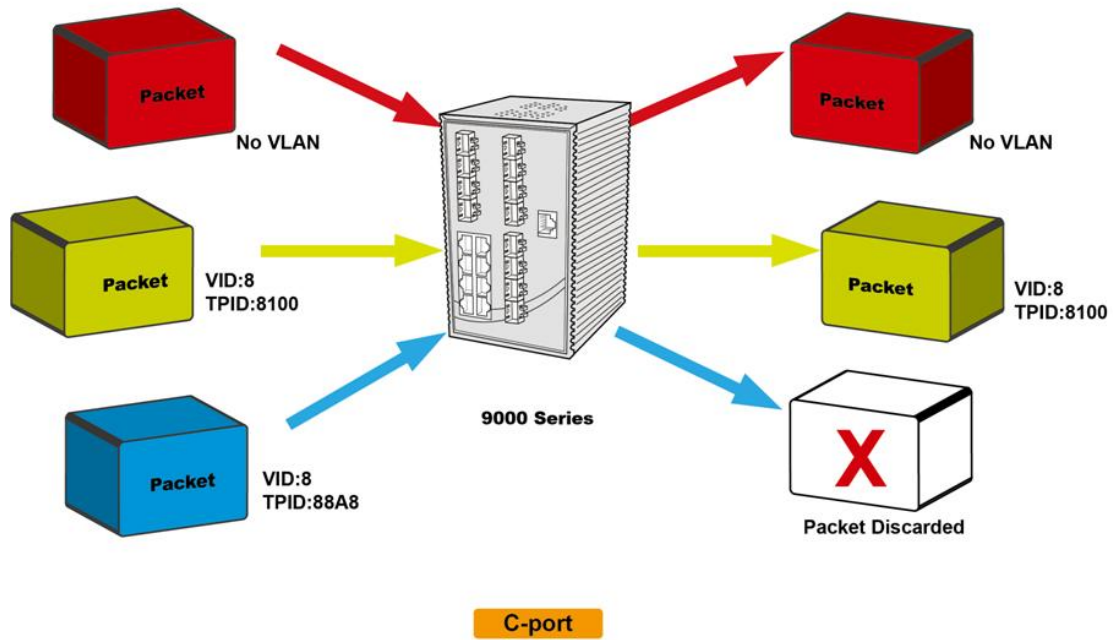 Packet
No VLAN
Packet
No VLAN
Packet
VID:8
TPID:8100
Packet
VID:8
TPID:8100
Packet
VID:8
TPID:88A8
9000 Series
X
Packet Discarded
C-port